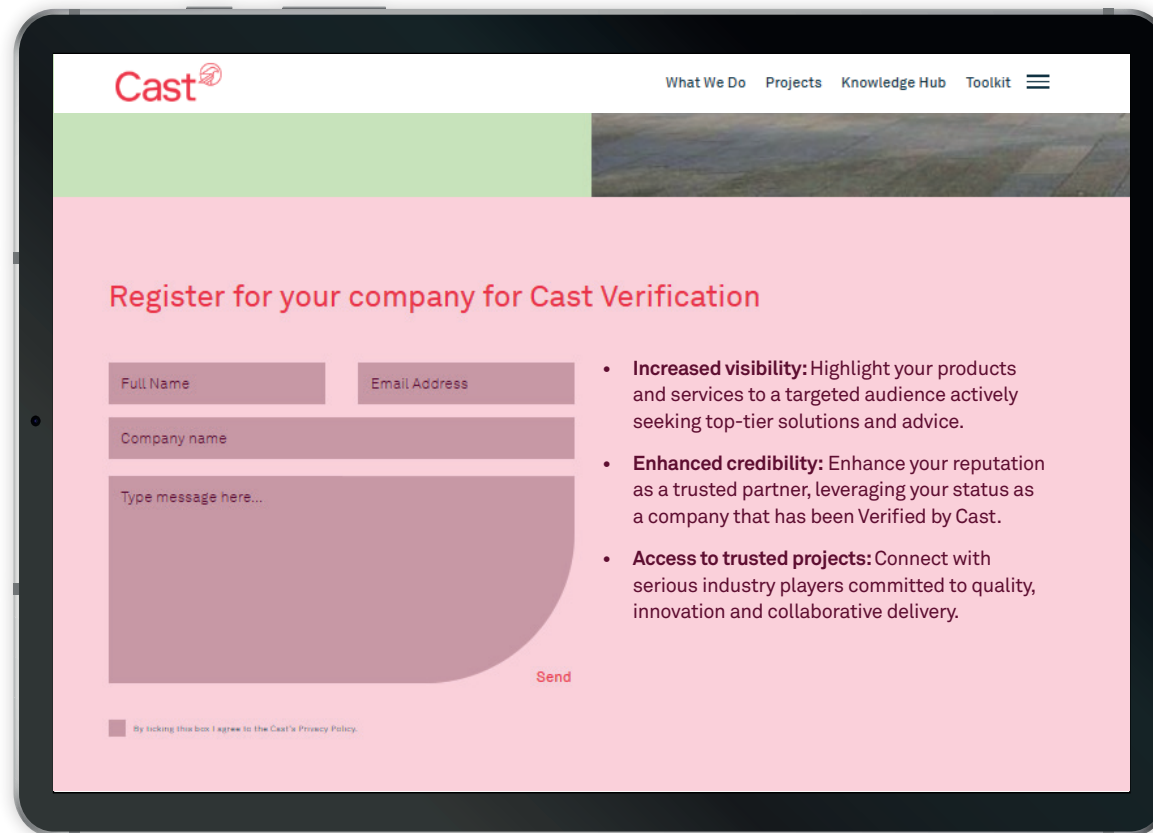 Cast
What We Do Projects Knowledge Hub Toolkit
Register for your company for Cast Verification
Full Name
Email Address
Company name
Type message here...
Send
By ticking this box I agree to the Cast's Privacy Policy.
• Increased visibility: Highlight your products
and services to a targeted audience actively
seeking top-tier solutions and advice.
• Enhanced credibility: Enhance your reputation
as a trusted partner, leveraging your status as
a company that has been Verified by Cast.
• Access to trusted projects: Connect with
serious industry players committed to quality,
innovation and collaborative delivery.